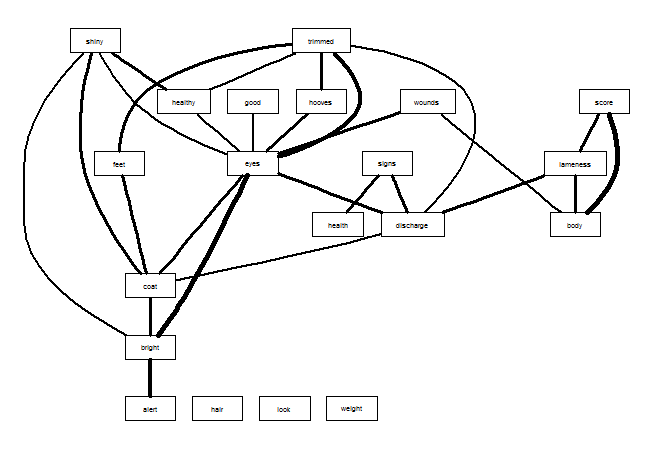 shiny
trimmed
healthy
good
hooves
wounds
score
feet
eyes
signs
lameness
health
discharge
body
coat
bright
alert
hair
look
weight